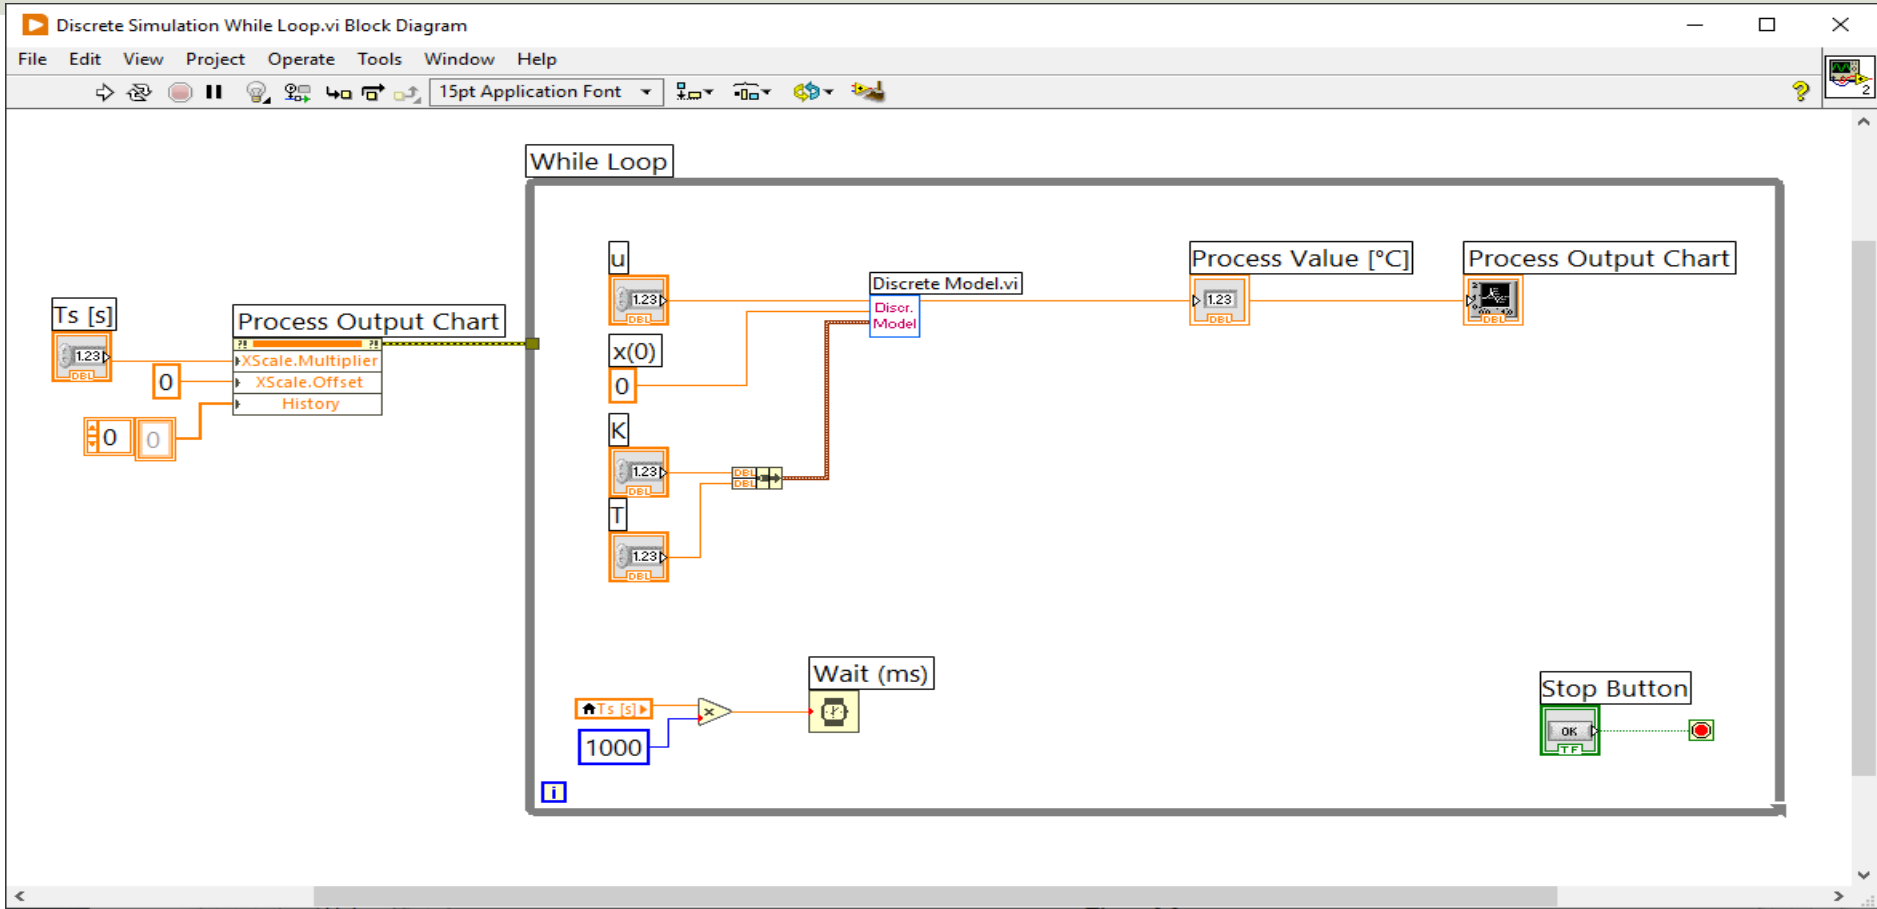 Discrete Simulation While Loop.vi Block Diagram
File Edit View Project Operate Tools Window Help
15pt Application Font
2
While Loop
u
1.23
DBL
Discrete Model.vi
Discr.
Model
Process Value [°C]
1.23
DBL
Process Output Chart
DBL
Ts [s]
1.23
DBL
Process Output Chart
?! ?!
XScale.Multiplier
0
XScale.Offset
History
0 0
x(0)
0
K
1.23
DBL
DBL
DBL
T
1.23
DBL
Wait (ms)
Ts [s]
x
1000
i
Stop Button
OK
TF